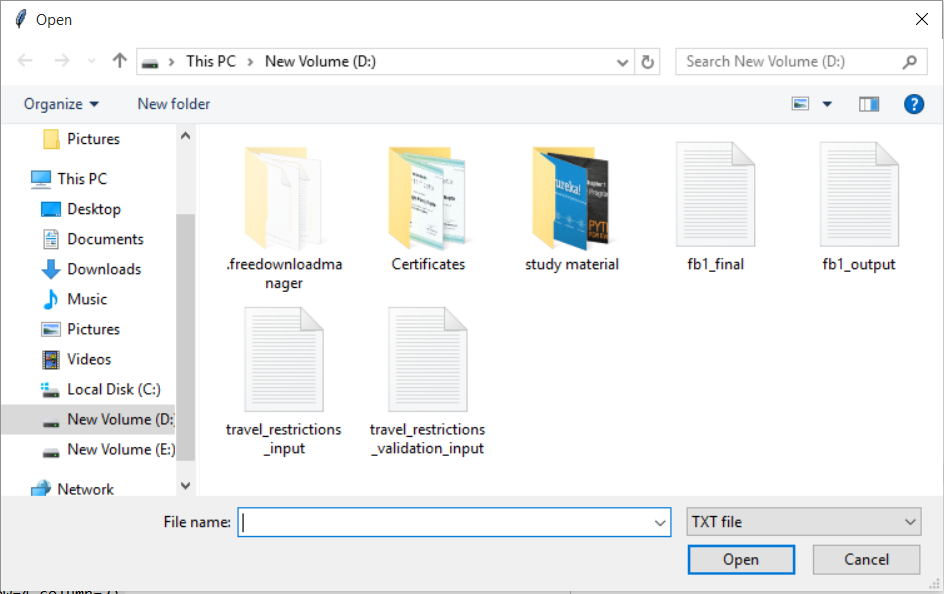 Open
This PC
New Volume (D:)
Search New Volume (D:)
Organize
New folder
Pictures
This PC
Desktop
Documents
Downloads
Music
Pictures
Videos
Local Disk (C:)
New Volume (D:
New Volume (E:)
Network
.freedownloadma
nager
Certificates
eureka!
study material
fb1_final
fb1_output
travel_restrictions
_input
travel_restrictions
_validation_input
File name:
TXT file
Open
Cancel